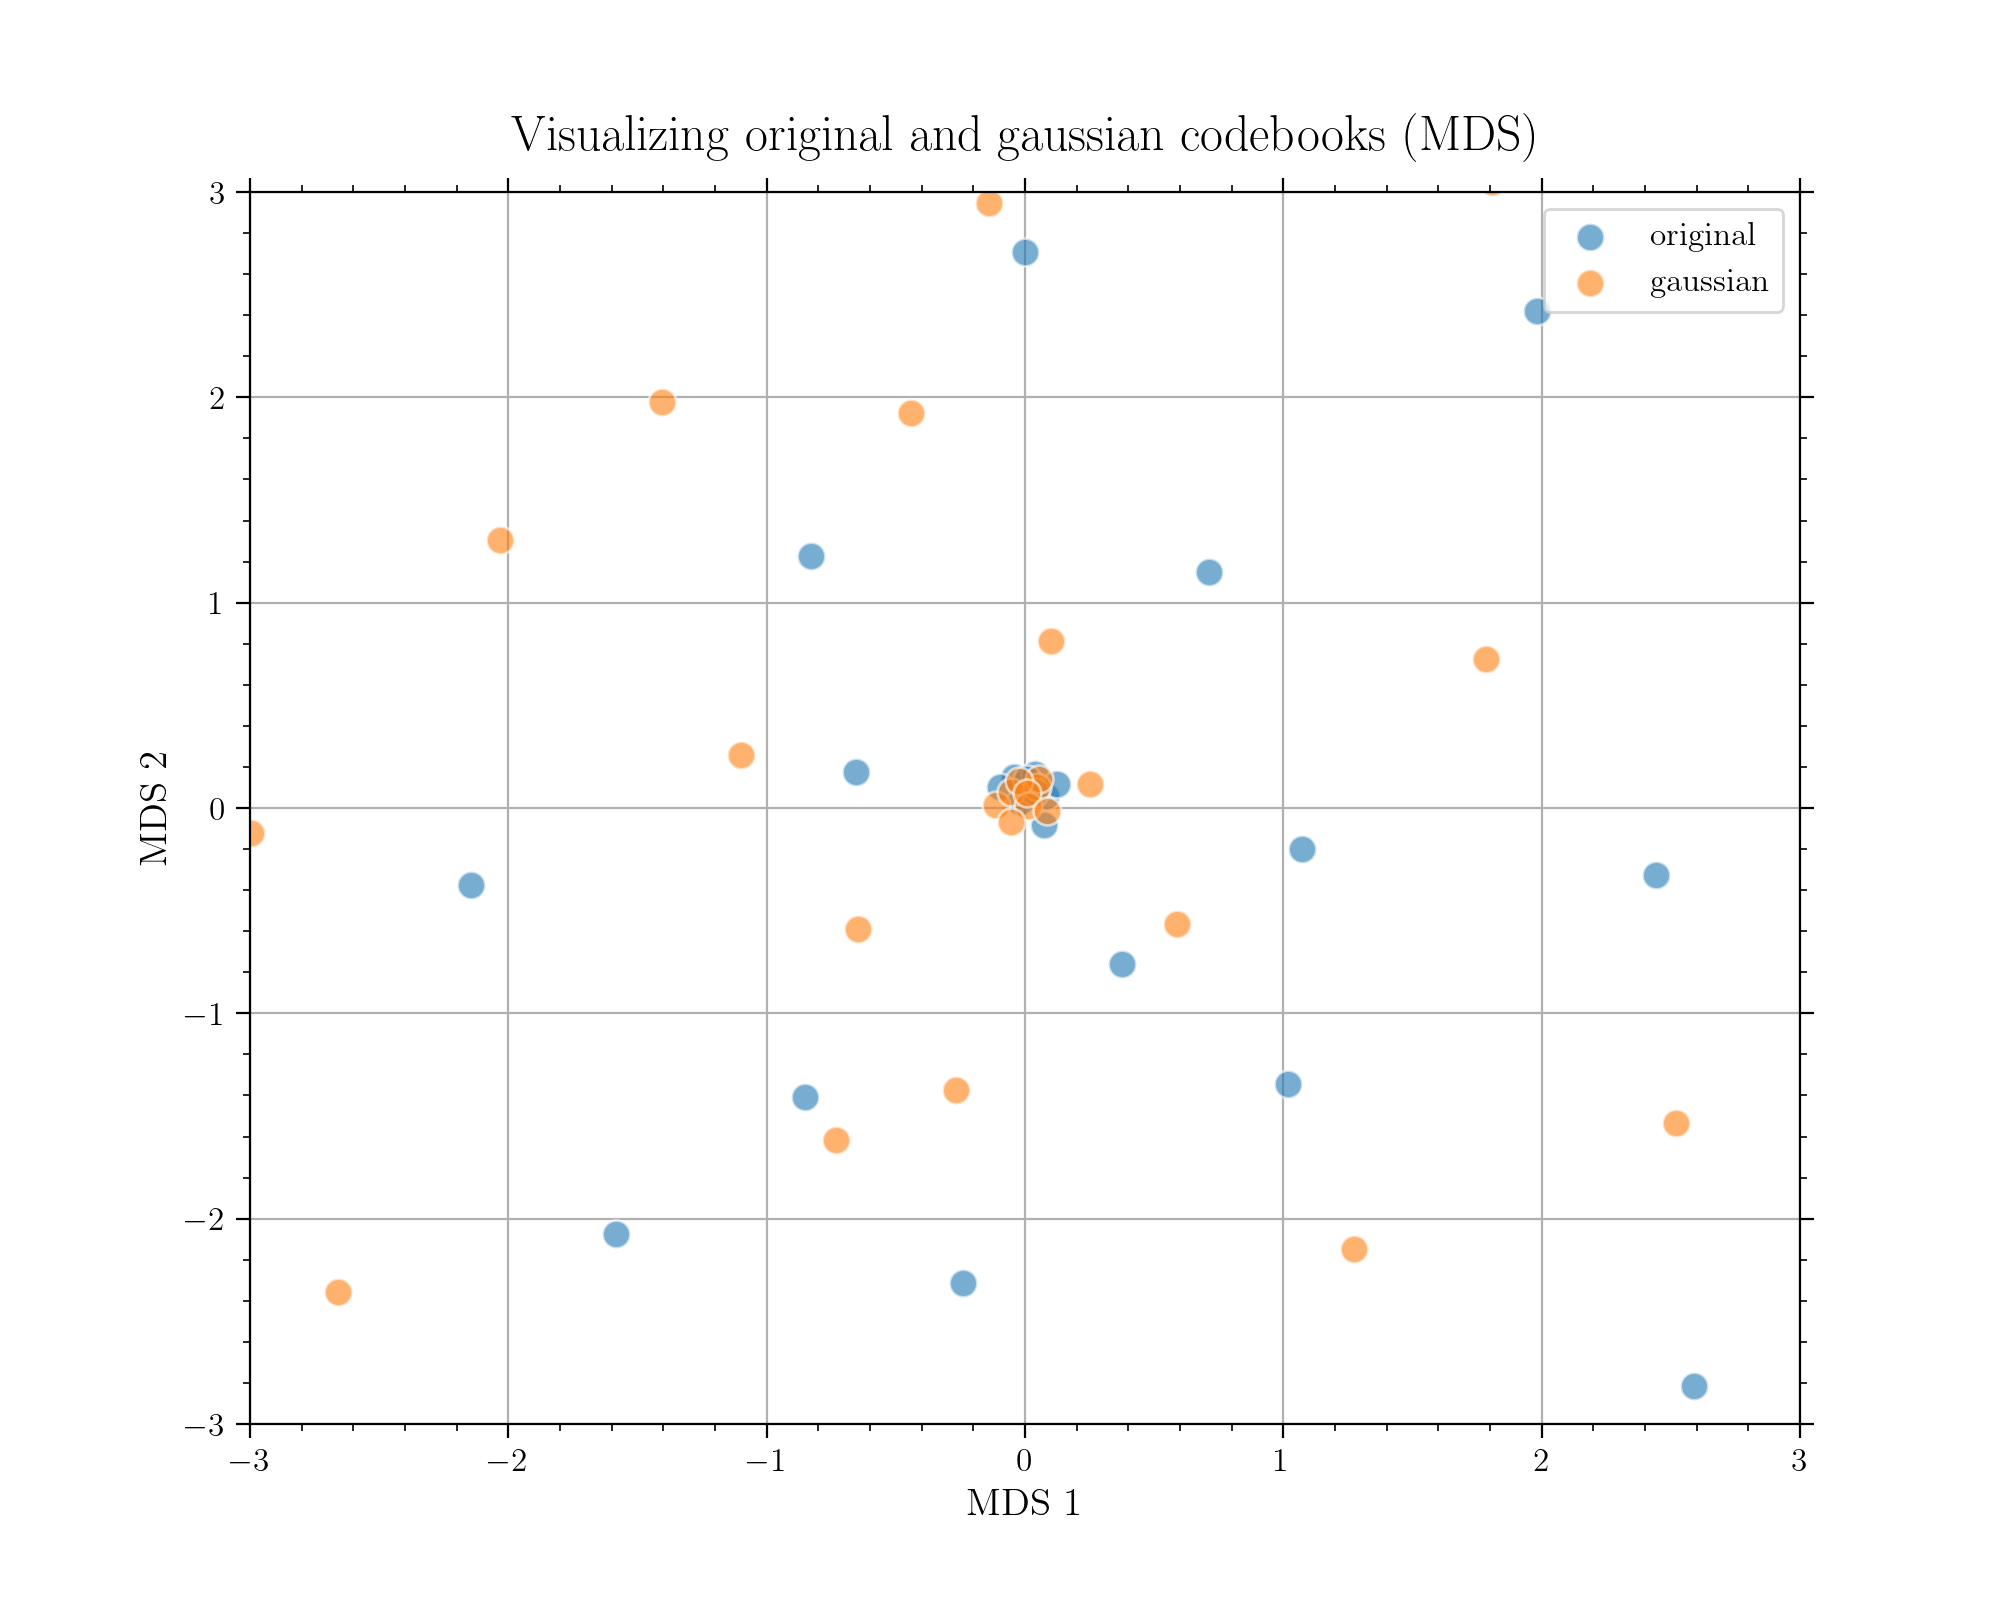 Visualizing original and gaussian codebooks (MDS)
original
gaussian
3
2
1
0
−1
−2
−3
MDS 2
−3
−2
−1
0
1
2
3
MDS 1